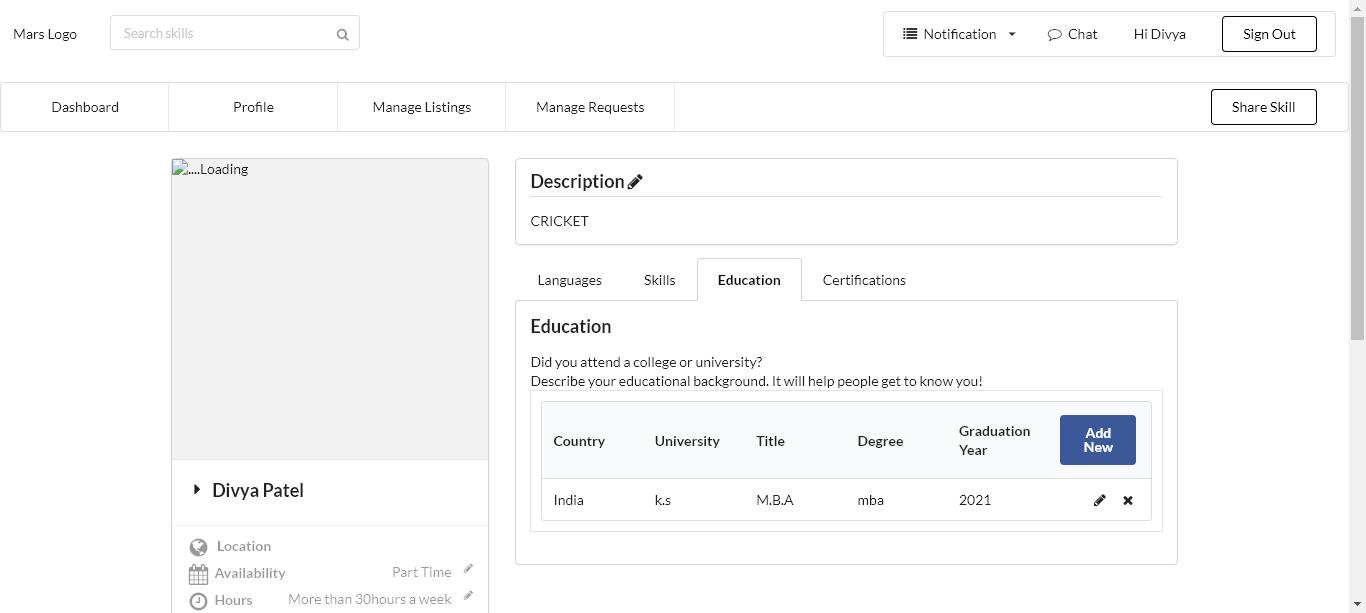 Mars Logo
Search skills
Notification
Chat
Hi Divya
Sign Out
Dashboard
Profile
Manage Listings
Manage Requests
Share Skill
....Loading
Divya Patel
Location
Availability
Part Time
Hours
More than 30hours a week
Description
CRICKET
Languages
Skills
Education
Certifications
Education
Did you attend a college or university?
Describe your educational background. It will help people get to know you!
Country
University
Title
Degree
Graduation
Year
Add
New
India
k.s
M.B.A
mba
2021